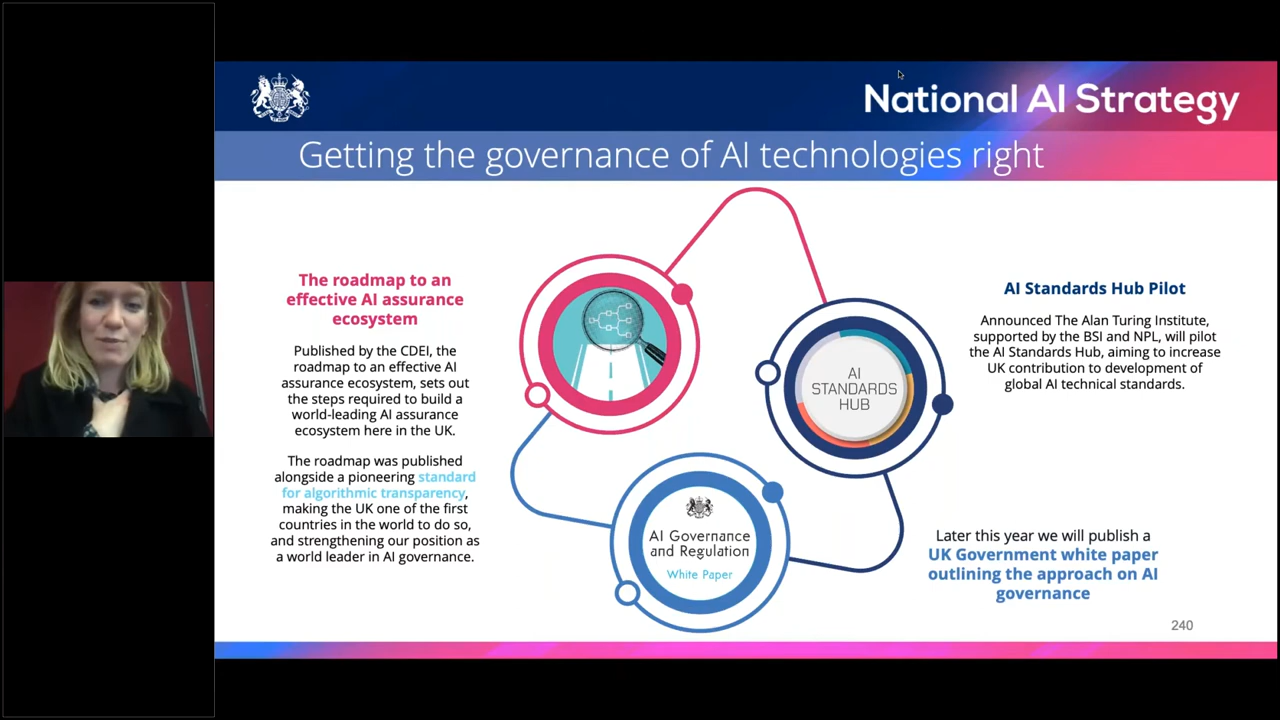 National AI Strategy
Getting the governance of AI technologies right
The roadmap to an
effective AI assurance
ecosystem
Published by the CDEI, the
roadmap to an effective AI
assurance ecosystem, sets out
the steps required to build a
world-leading AI assurance
ecosystem here in the UK.
The roadmap was published
alongside a pioneering standard
for algorithmic transparency,
making the UK one of the first
countries in the world to do so,
and strengthening our position as
a world leader in AI governance.
AI
STANDARDS
HUB
AI Governance
and Regulation
White Paper
AI Standards Hub Pilot
Announced The Alan Turing Institute,
supported by the BSI and NPL, will pilot
the AI Standards Hub, aiming to increase
UK contribution to development of
global AI technical standards.
Later this year we will publish a
UK Government white paper
outlining the approach on AI
governance
240